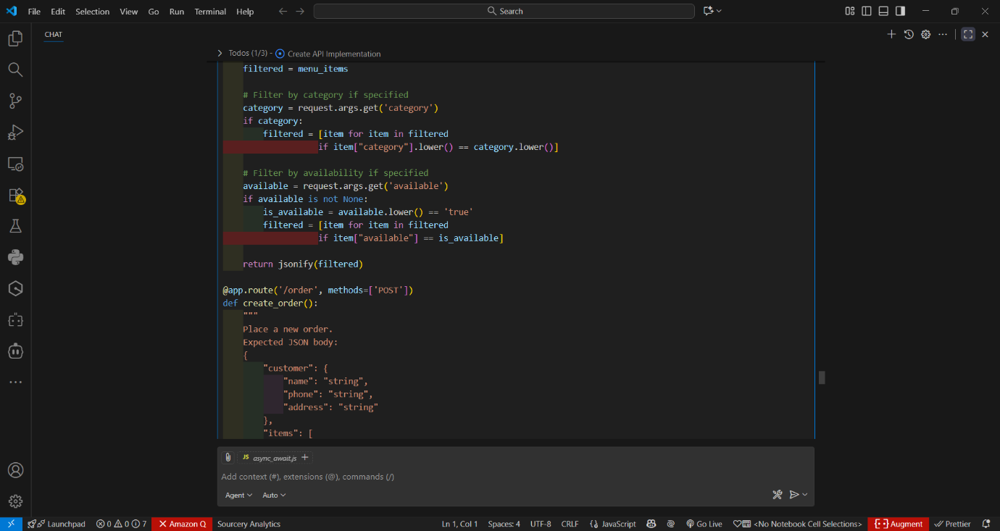 File Edit Selection View Go Run Terminal Help
Search
CHAT
Todos (1/3) - Create API Implementation
filtered = menu_items
# Filter by category if specified
category = request.args.get('category')
if category:
filtered = [item for item in filtered
if item["category"].lower() == category.lower()]
# Filter by availability if specified
available = request.args.get('available')
if available is not None:
is_available = available.lower() == 'true'
filtered = [item for item in filtered
if item["available"] == is_available]
return jsonify(filtered)
@app.route('/order', methods=['POST'])
def create_order():
"""
Place a new order.
Expected JSON body:
{
"customer": {
"name": "string",
"phone": "string",
"address": "string"
},
"items": [
JS async_await.js +
Add context (#), extensions (@), commands (/)
Agent Auto
Launchpad 0 0 7 Amazon Q Sourcery Analytics Ln 1, Col 1 Spaces: 4 UTF-8 CRLF {} JavaScript Go Live <No Notebook Cell Selections> Augment Prettier